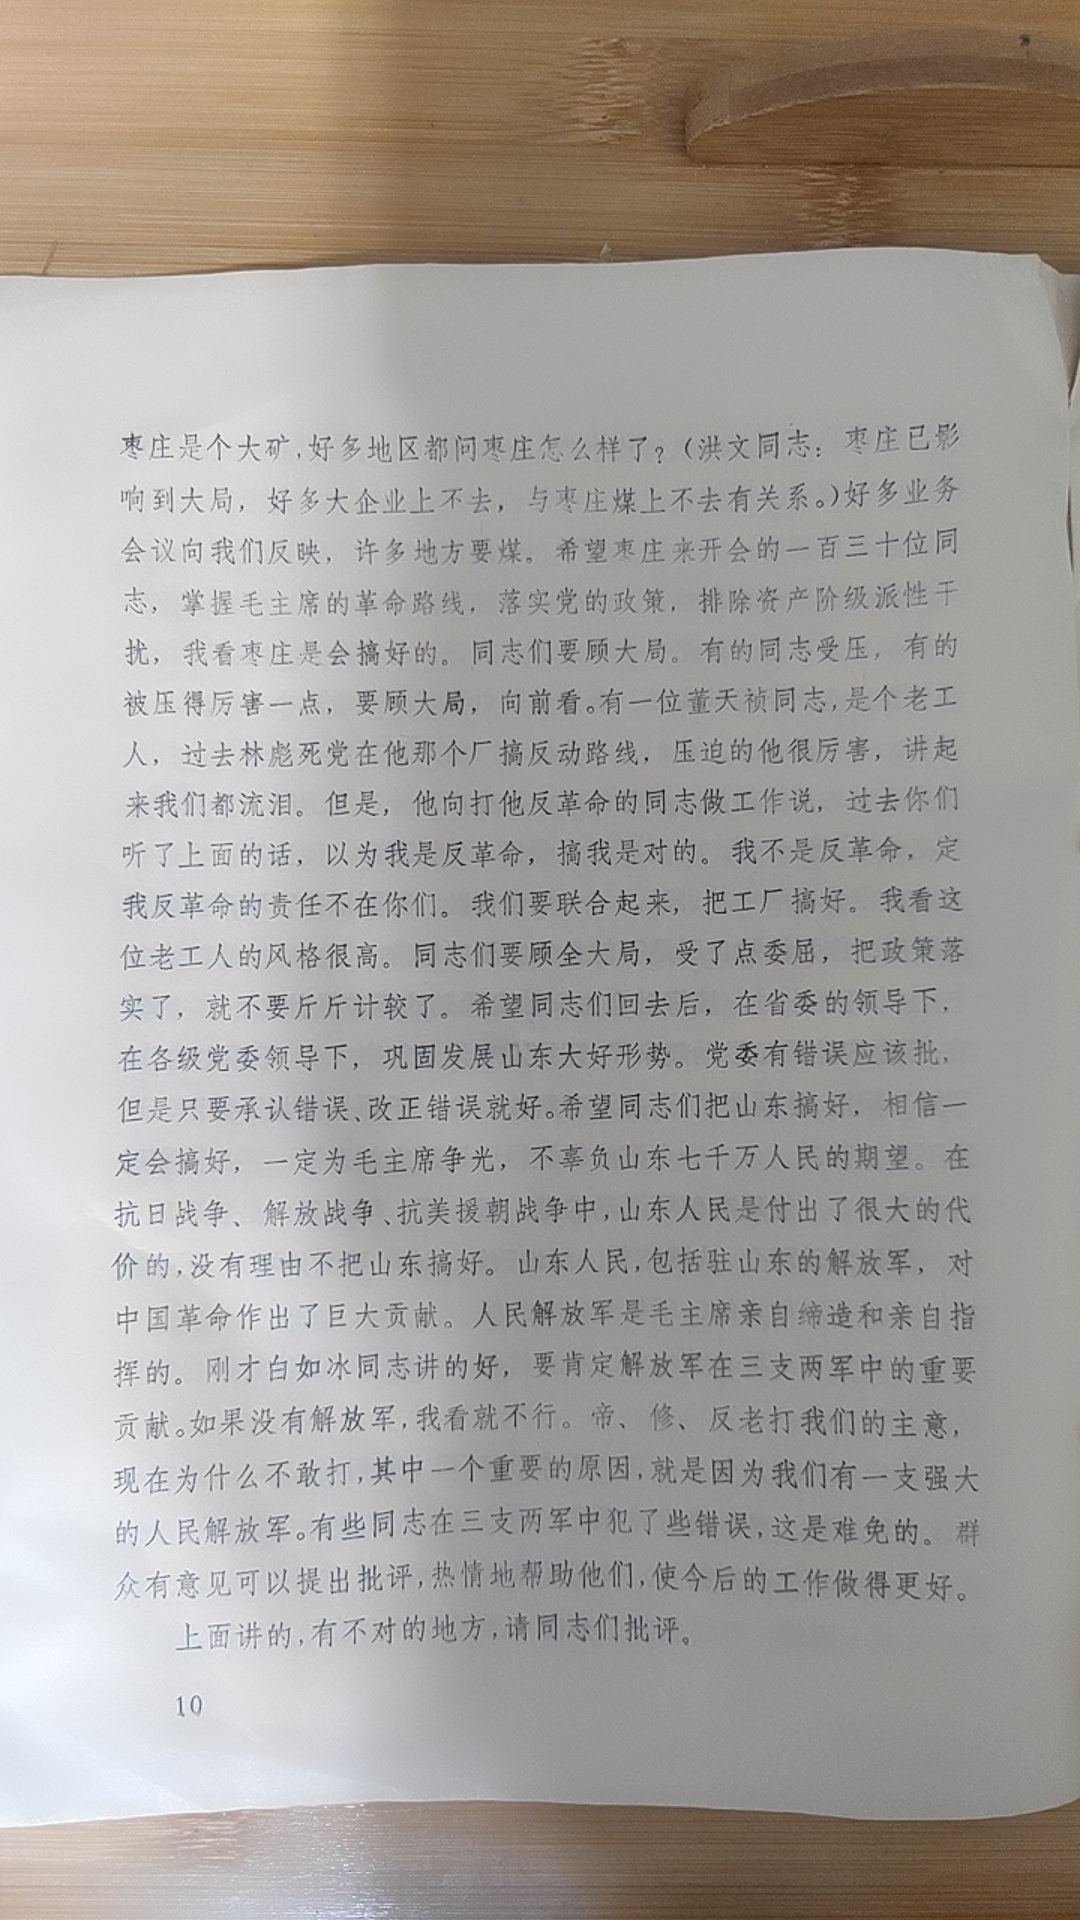 枣庄是个大矿,好多地区都问枣庄怎么样了?(洪文同志:枣庄已影
响到大局,好多大企业上不去,与枣庄煤上不去有关系。)好多业务
会议向我们反映,许多地方要煤。希望枣庄来开会的一百三十位同
志,掌握毛主席的革命路线,落实党的政策,排除资产阶级派性干
扰,我看枣庄是会搞好的。同志们要顾大局。有的同志受压,有的
被压得厉害一点,要顾大局,向前看。有一位董天祯同志,是个老工
人,过去林彪死党在他那个厂搞反动路线,压迫的他很厉害,讲起
来我们都流泪。但是,他向打他反革命的同志做工作说,过去你们
听了上面的话,以为我是反革命,搞我是对的。我不是反革命,定
我反革命的责任不在你们。我们要联合起来,把工厂搞好。我看这
位老工人的风格很高。同志们要顾全大局,受了点委屈,把政策落
实了,就不要斤斤计较了。希望同志们回去后,在省委的领导下,
在各级党委领导下,巩固发展山东大好形势。党委有错误应该批,
但是只要承认错误、改正错误就好。希望同志们把山东搞好,相信一
定会搞好,一定为毛主席争光,不辜负山东七千万人民的期望。在
抗日战争、解放战争、抗美援朝战争中,山东人民是付出了很大的代
价的,没有理由不把山东搞好。山东人民,包括驻山东的解放军,对
中国革命作出了巨大贡献。人民解放军是毛主席亲自缔造和亲自指
挥的。刚才白如冰同志讲的好,要肯定解放军在三支两军中的重要
贡献。如果没有解放军,我看就不行。帝、修、反老打我们的主意,
现在为什么不敢打,其中一个重要的原因,就是因为我们有一支强大
的人民解放军。有些同志在三支两军中犯了些错误,这是难免的。群
众有意见可以提出批评,热情地帮助他们,使今后的工作做得更好。
上面讲的,有不对的地方,请同志们批评。
10